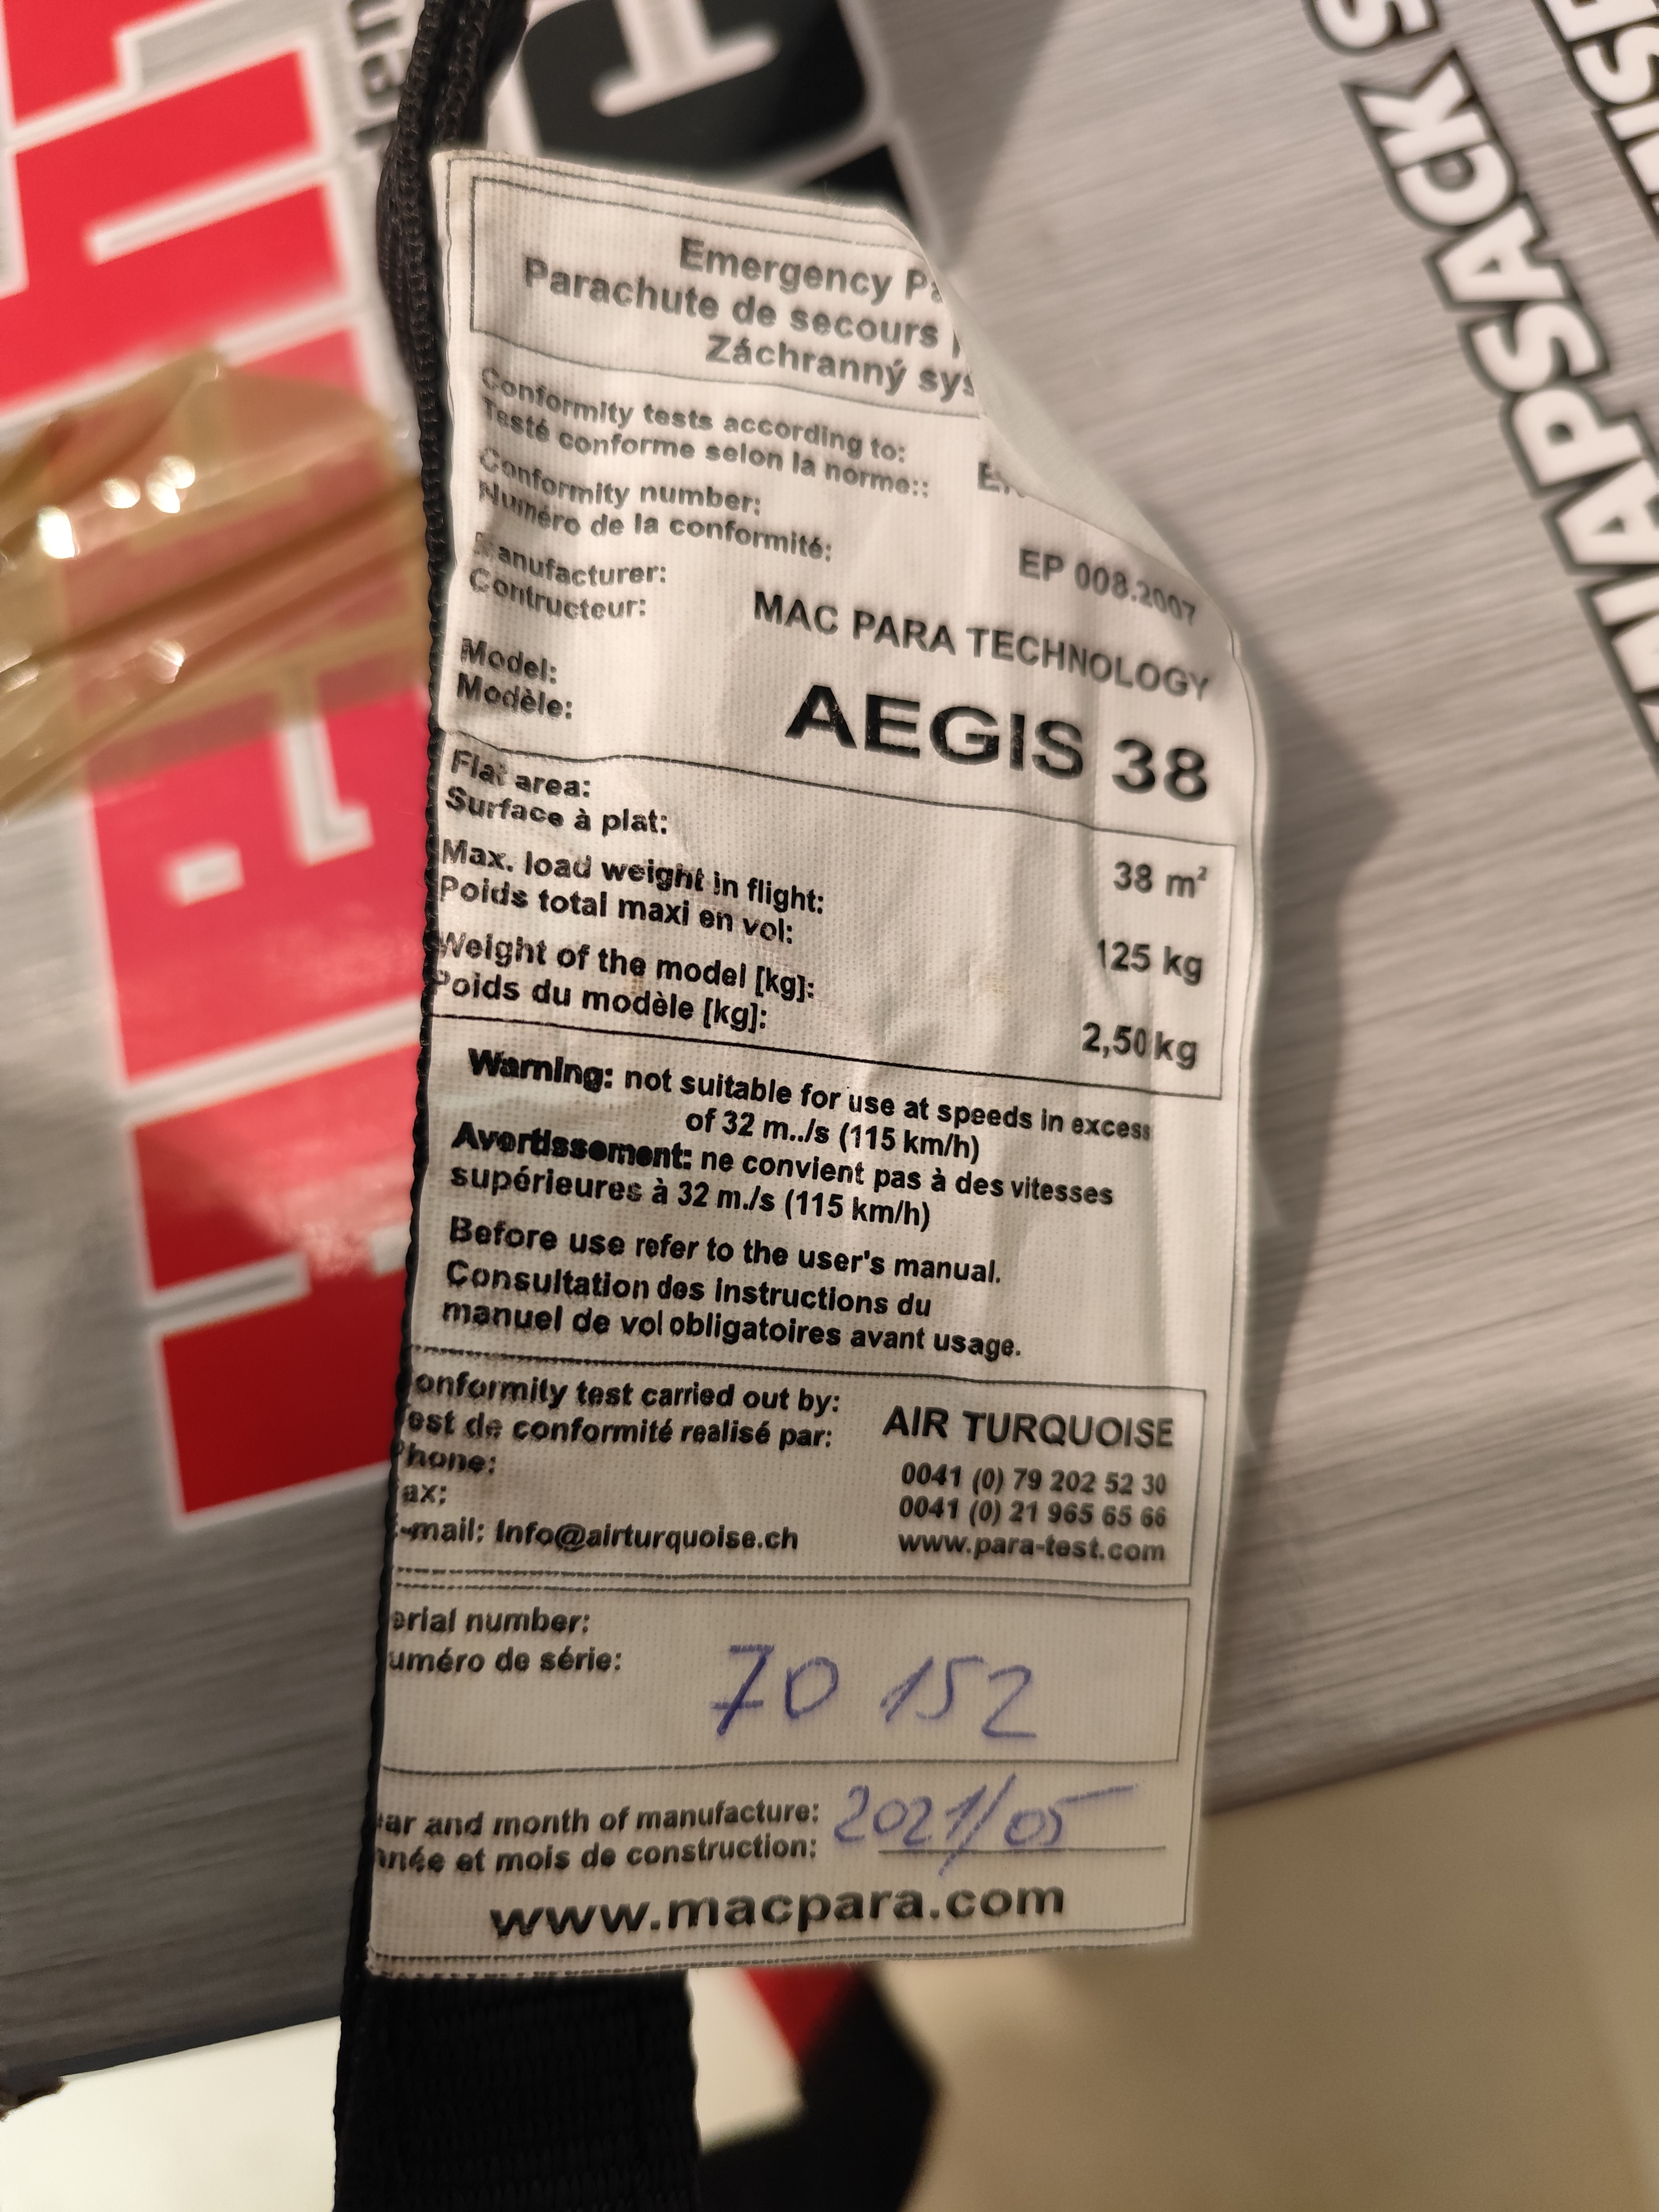 Emergency
Parachute de secours
Záchranný
Conformity tests according to:
Testé conforme selon la norme::
Conformity number:
Numéro de la conformité:
EP 008.2007
Manufacturer:
Contructeur:
MAC PARA TECHNOLOGY
Model:
Modèle:
AEGIS 38
Flat area:
Surface à plat:
38 m²
Max. load weight in flight:
Poids total maxi en vol:
125 kg
Weight of the model [kg]:
Poids du modèle [kg]:
2,50 kg
Warning: not suitable for use at speeds in excess
of 32 m../s (115 km/h)
Avertissement: ne convient pas à des vitesses
supérieures à 32 m./s (115 km/h)
Before use refer to the user's manual.
Consultation des instructions du
manuel de vol obligatoires avant usage.
onformity test carried out by:
est de conformité realisé par:
AIR TURQUOISE
hone:
0041 (0) 79 202 52 30
ax:
0041 (0) 21 965 65 66
-mail: Info@airturquoise.ch
www.para-test.com
erial number:
uméro de série:
70 152
ar and month of manufacture:
nnée et mois de construction:
2021/05
www.macpara.com
APSACK